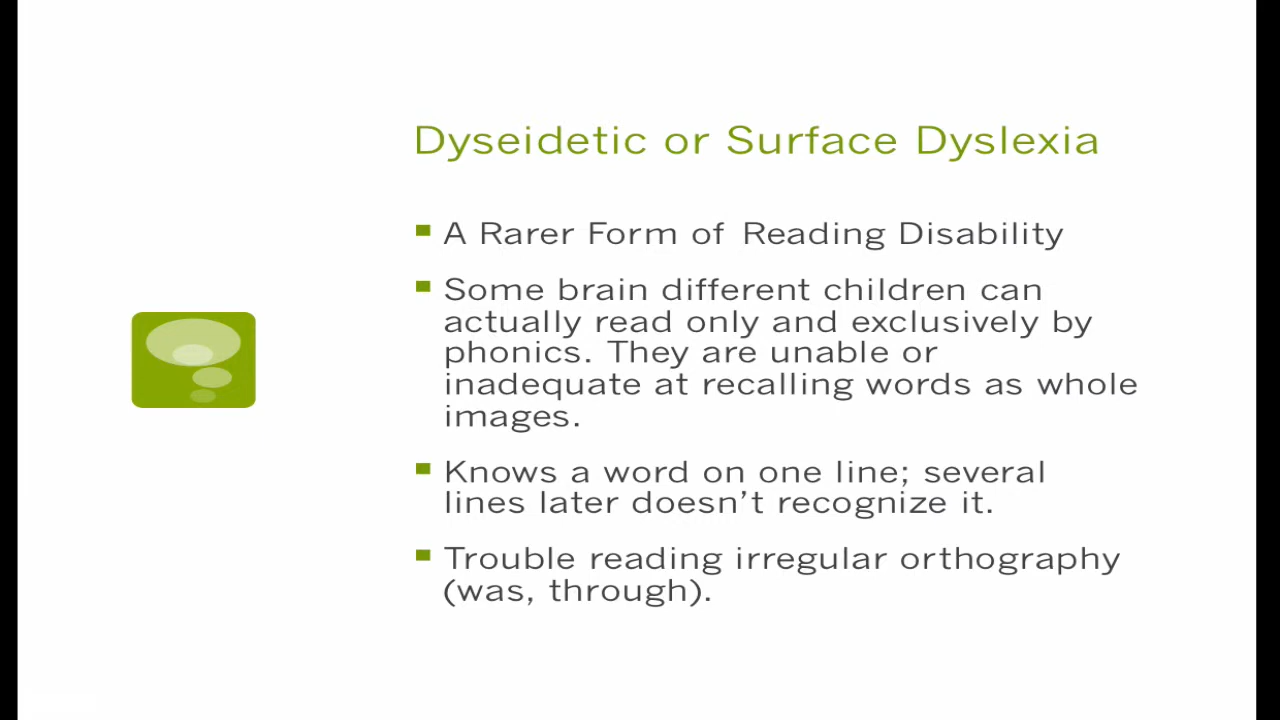 Dyseidetic or Surface Dyslexia
A Rarer Form of Reading Disability
Some brain different children can
actually read only and exclusively by
phonics. They are unable or
inadequate at recalling words as whole
images.
Knows a word on one line; several
lines later doesn’t recognize it.
Trouble reading irregular orthography
(was, through).